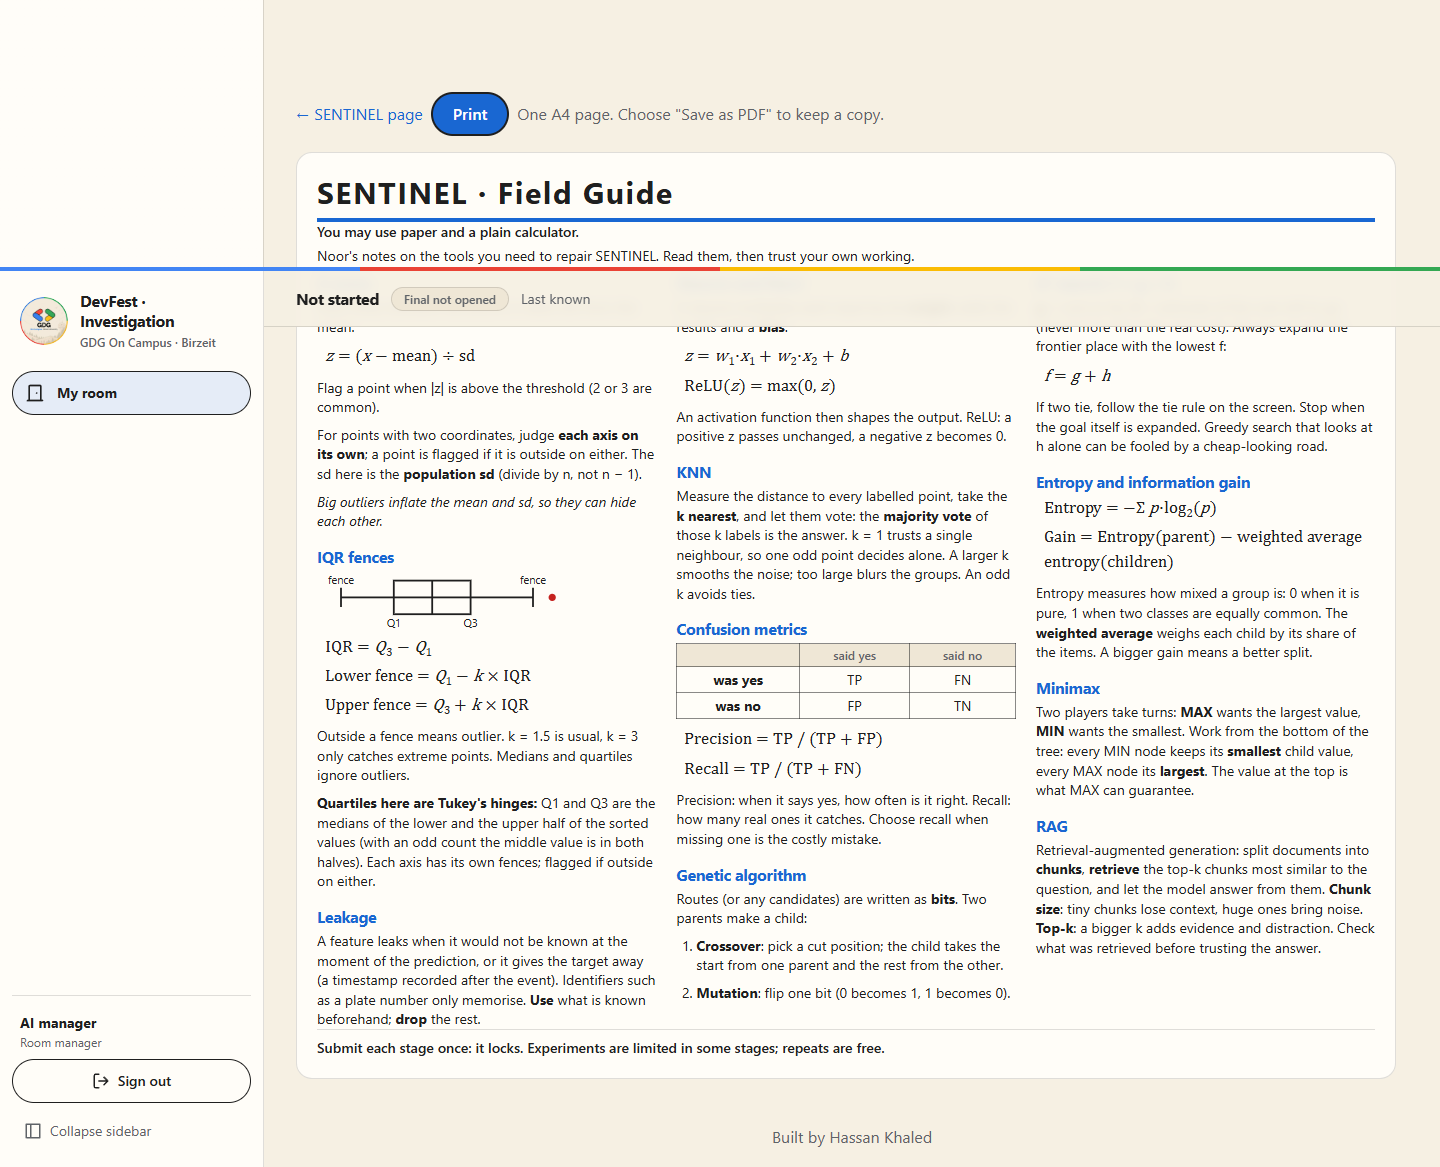 ← SENTINEL page
Print
One A4 page. Choose "Save as PDF" to keep a copy.
SENTINEL · Field Guide
You may use paper and a plain calculator.
Noor's notes on the tools you need to repair SENTINEL. Read them, then trust your own working.
DevFest ·
Investigation
GDG On Campus · Birzeit
GDG
My room
Not started
Final not opened
Last known
mean.
z = (x − mean) ÷ sd
Flag a point when |z| is above the threshold (2 or 3 are
common).
For points with two coordinates, judge each axis on
its own; a point is flagged if it is outside on either. The
sd here is the population sd (divide by n, not n − 1).
Big outliers inflate the mean and sd, so they can hide
each other.
IQR fences
fence
fence
Q1
Q3
IQR = Q₃ − Q₁
Lower fence = Q₁ − k × IQR
Upper fence = Q₃ + k × IQR
Outside a fence means outlier. k = 1.5 is usual, k = 3
only catches extreme points. Medians and quartiles
ignore outliers.
Quartiles here are Tukey's hinges: Q1 and Q3 are the
medians of the lower and the upper half of the sorted
values (with an odd count the middle value is in both
halves). Each axis has its own fences; flagged if outside
on either.
Leakage
A feature leaks when it would not be known at the
moment of the prediction, or it gives the target away
(a timestamp recorded after the event). Identifiers such
as a plate number only memorise. Use what is known
beforehand; drop the rest.
results and a bias.
z = w₁·x₁ + w₂·x₂ + b
ReLU(z) = max(0, z)
An activation function then shapes the output. ReLU: a
positive z passes unchanged, a negative z becomes 0.
KNN
Measure the distance to every labelled point, take the
k nearest, and let them vote: the majority vote of
those k labels is the answer. k = 1 trusts a single
neighbour, so one odd point decides alone. A larger k
smooths the noise; too large blurs the groups. An odd
k avoids ties.
Confusion metrics
said yes said no
was yes TP FN
was no FP TN
Precision = TP / (TP + FP)
Recall = TP / (TP + FN)
Precision: when it says yes, how often is it right. Recall:
how many real ones it catches. Choose recall when
missing one is the costly mistake.
Genetic algorithm
Routes (or any candidates) are written as bits. Two
parents make a child:
1. Crossover: pick a cut position; the child takes the
start from one parent and the rest from the other.
2. Mutation: flip one bit (0 becomes 1, 1 becomes 0).
(never more than the real cost). Always expand the
frontier place with the lowest f:
f = g + h
If two tie, follow the tie rule on the screen. Stop when
the goal itself is expanded. Greedy search that looks at
h alone can be fooled by a cheap-looking road.
Entropy and information gain
Entropy = −Σ p·log₂(p)
Gain = Entropy(parent) − weighted average
entropy(children)
Entropy measures how mixed a group is: 0 when it is
pure, 1 when two classes are equally common. The
weighted average weighs each child by its share of
the items. A bigger gain means a better split.
Minimax
Two players take turns: MAX wants the largest value,
MIN wants the smallest. Work from the bottom of the
tree: every MIN node keeps its smallest child value,
every MAX node its largest. The value at the top is
what MAX can guarantee.
RAG
Retrieval-augmented generation: split documents into
chunks, retrieve the top-k chunks most similar to the
question, and let the model answer from them. Chunk
size: tiny chunks lose context, huge ones bring noise.
Top-k: a bigger k adds evidence and distraction. Check
what was retrieved before trusting the answer.
Submit each stage once: it locks. Experiments are limited in some stages; repeats are free.
AI manager
Room manager
Sign out
Collapse sidebar
Built by Hassan Khaled